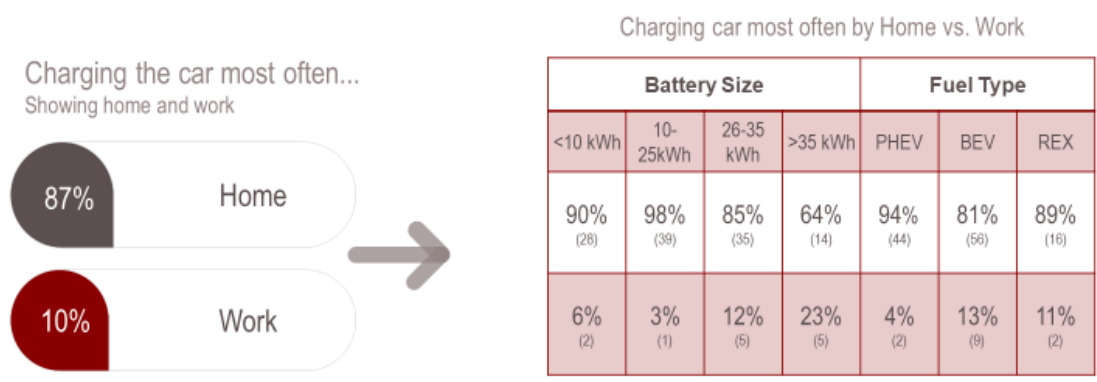 Charging the car most often...
Showing home and work
87% Home
10% Work
Charging car most often by Home vs. Work
Battery Size Fuel Type
<10 kWh 10-25kWh 26-35 kWh >35 kWh PHEV BEV REX
90% 98% 85% 64% 94% 81% 89%
(28) (39) (35) (14) (44) (56) (16)
6% 3% 12% 23% 4% 13% 11%
(2) (1) (5) (5) (2) (9) (2)